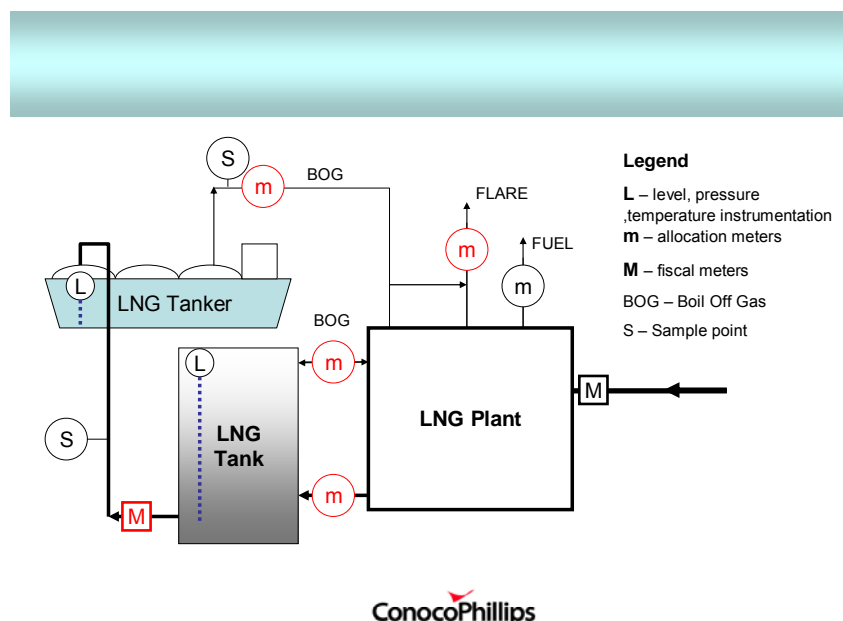 S
m
BOG
FLARE
m
FUEL
m
L
LNG Tanker
BOG
m
L
LNG
Tank
LNG Plant
M
S
m
M
Legend
L – level, pressure
,temperature instrumentation
m – allocation meters
M – fiscal meters
BOG – Boil Off Gas
S – Sample point
ConocoPhillips